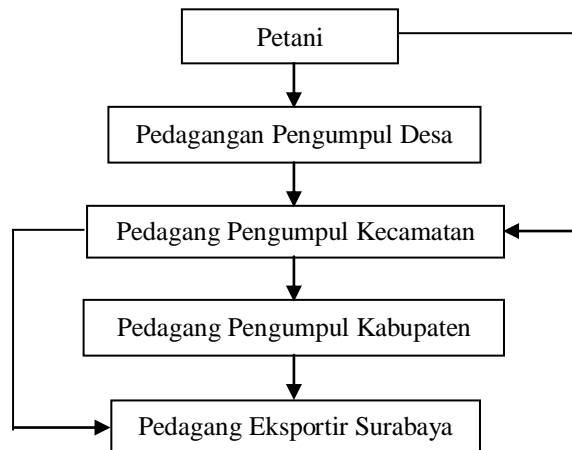 Petani
Pedagangan Pengumpul Desa
Pedagang Pengumpul Kecamatan
Pedagang Pengumpul Kabupaten
Pedagang Eksportir Surabaya